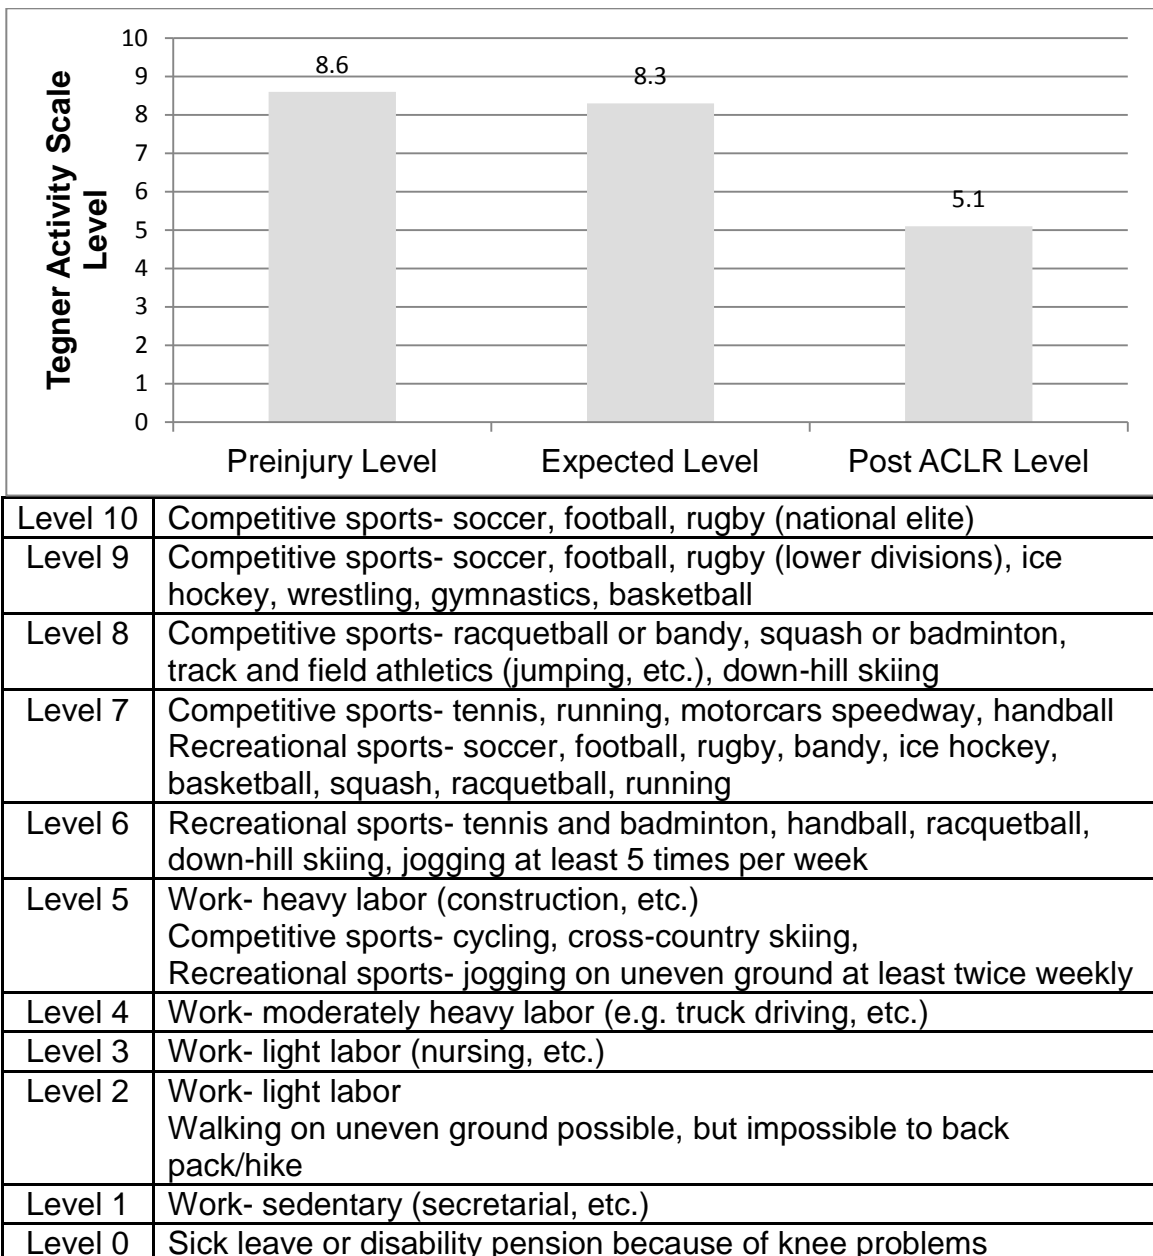 10
9
8
7
6
5
4
3
2
1
0
Tegner Activity Scale
Level
8.6
8.3
5.1
Preinjury Level
Expected Level
Post ACLR Level
Level 10 Competitive sports- soccer, football, rugby (national elite)
Level 9 Competitive sports- soccer, football, rugby (lower divisions), ice
hockey, wrestling, gymnastics, basketball
Level 8 Competitive sports- racquetball or bandy, squash or badminton,
track and field athletics (jumping, etc.), down-hill skiing
Level 7 Competitive sports- tennis, running, motorcars speedway, handball
Recreational sports- soccer, football, rugby, bandy, ice hockey,
basketball, squash, racquetball, running
Level 6 Recreational sports- tennis and badminton, handball, racquetball,
down-hill skiing, jogging at least 5 times per week
Level 5 Work- heavy labor (construction, etc.)
Competitive sports- cycling, cross-country skiing,
Recreational sports- jogging on uneven ground at least twice weekly
Level 4 Work- moderately heavy labor (e.g. truck driving, etc.)
Level 3 Work- light labor (nursing, etc.)
Level 2 Work- light labor
Walking on uneven ground possible, but impossible to back
pack/hike
Level 1 Work- sedentary (secretarial, etc.)
Level 0 Sick leave or disability pension because of knee problems